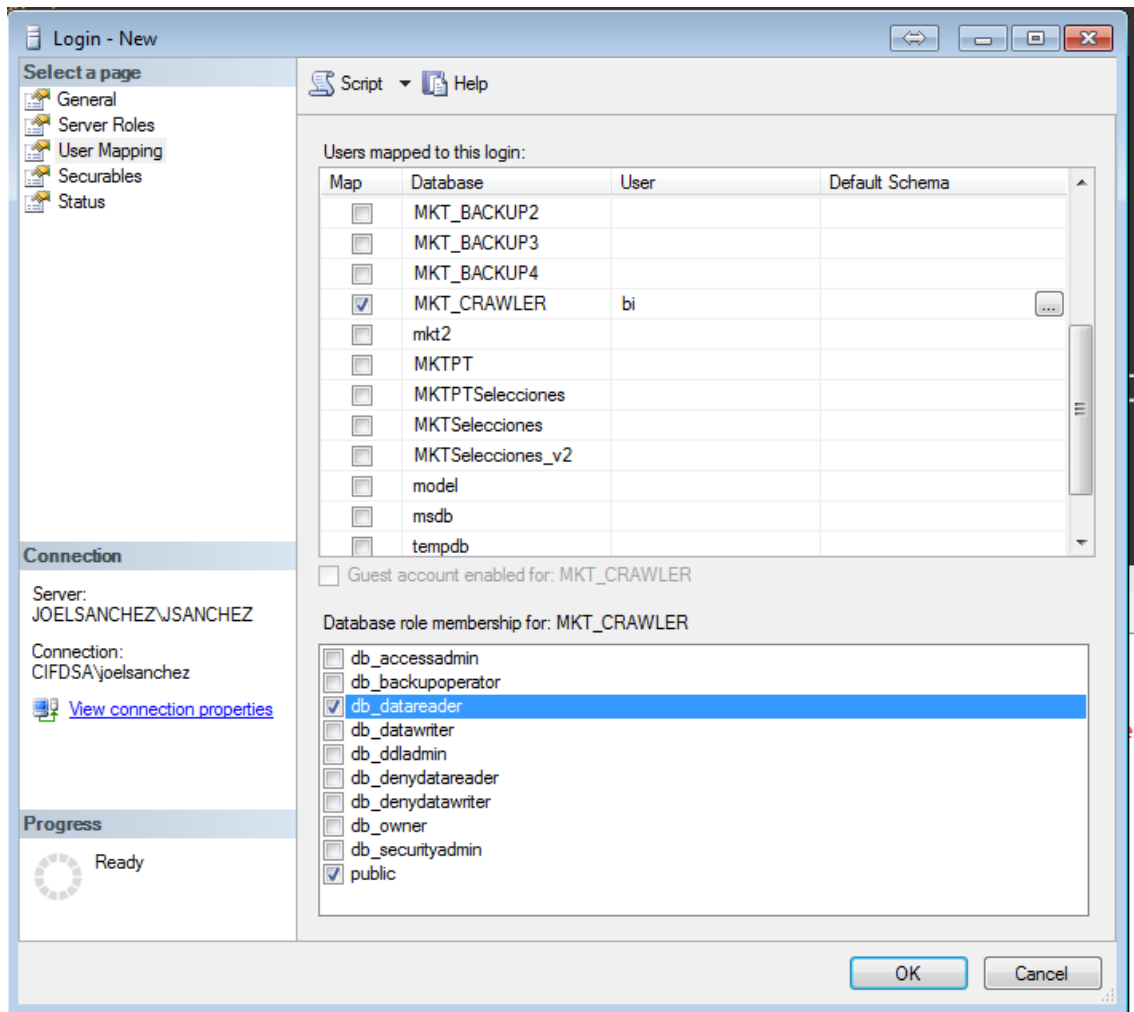 Login - New
Select a page
General
Server Roles
User Mapping
Securables
Status
Script Help
Users mapped to this login:
Map Database User Default Schema
MKT_BACKUP2
MKT_BACKUP3
MKT_BACKUP4
MKT_CRAWLER bi ...
mkt2
MKTPT
MKTPTSelecciones
MKTSelecciones
MKTSelecciones_v2
model
msdb
tempdb
Guest account enabled for: MKT_CRAWLER
Database role membership for: MKT_CRAWLER
db_accessadmin
db_backupoperator
db_datareader
db_datawriter
db_ddladmin
db_denydatareader
db_denydatawriter
db_owner
db_securityadmin
public
Connection
Server:
JOELSANCHEZ\JSANCHEZ
Connection:
CIFDSA\joelsanchez
View connection properties
Progress
Ready
OK Cancel